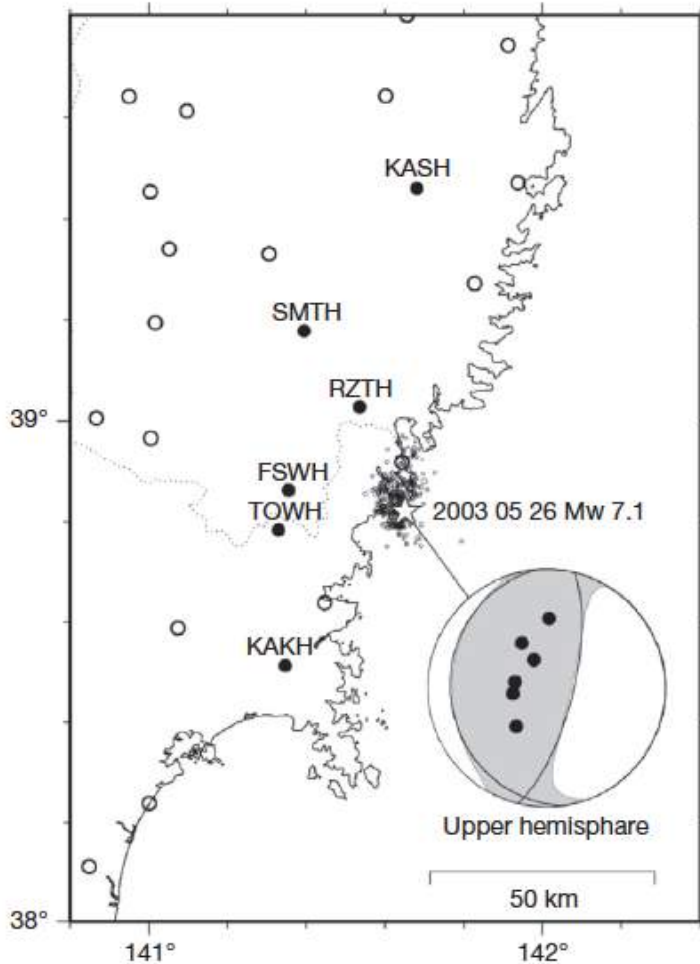 KASH
SMTH
RZTH
39°
FSWH
TOWH
2003 05 26 Mw 7.1
KAKH
Upper hemisphare
50 km
38°
141°
142°